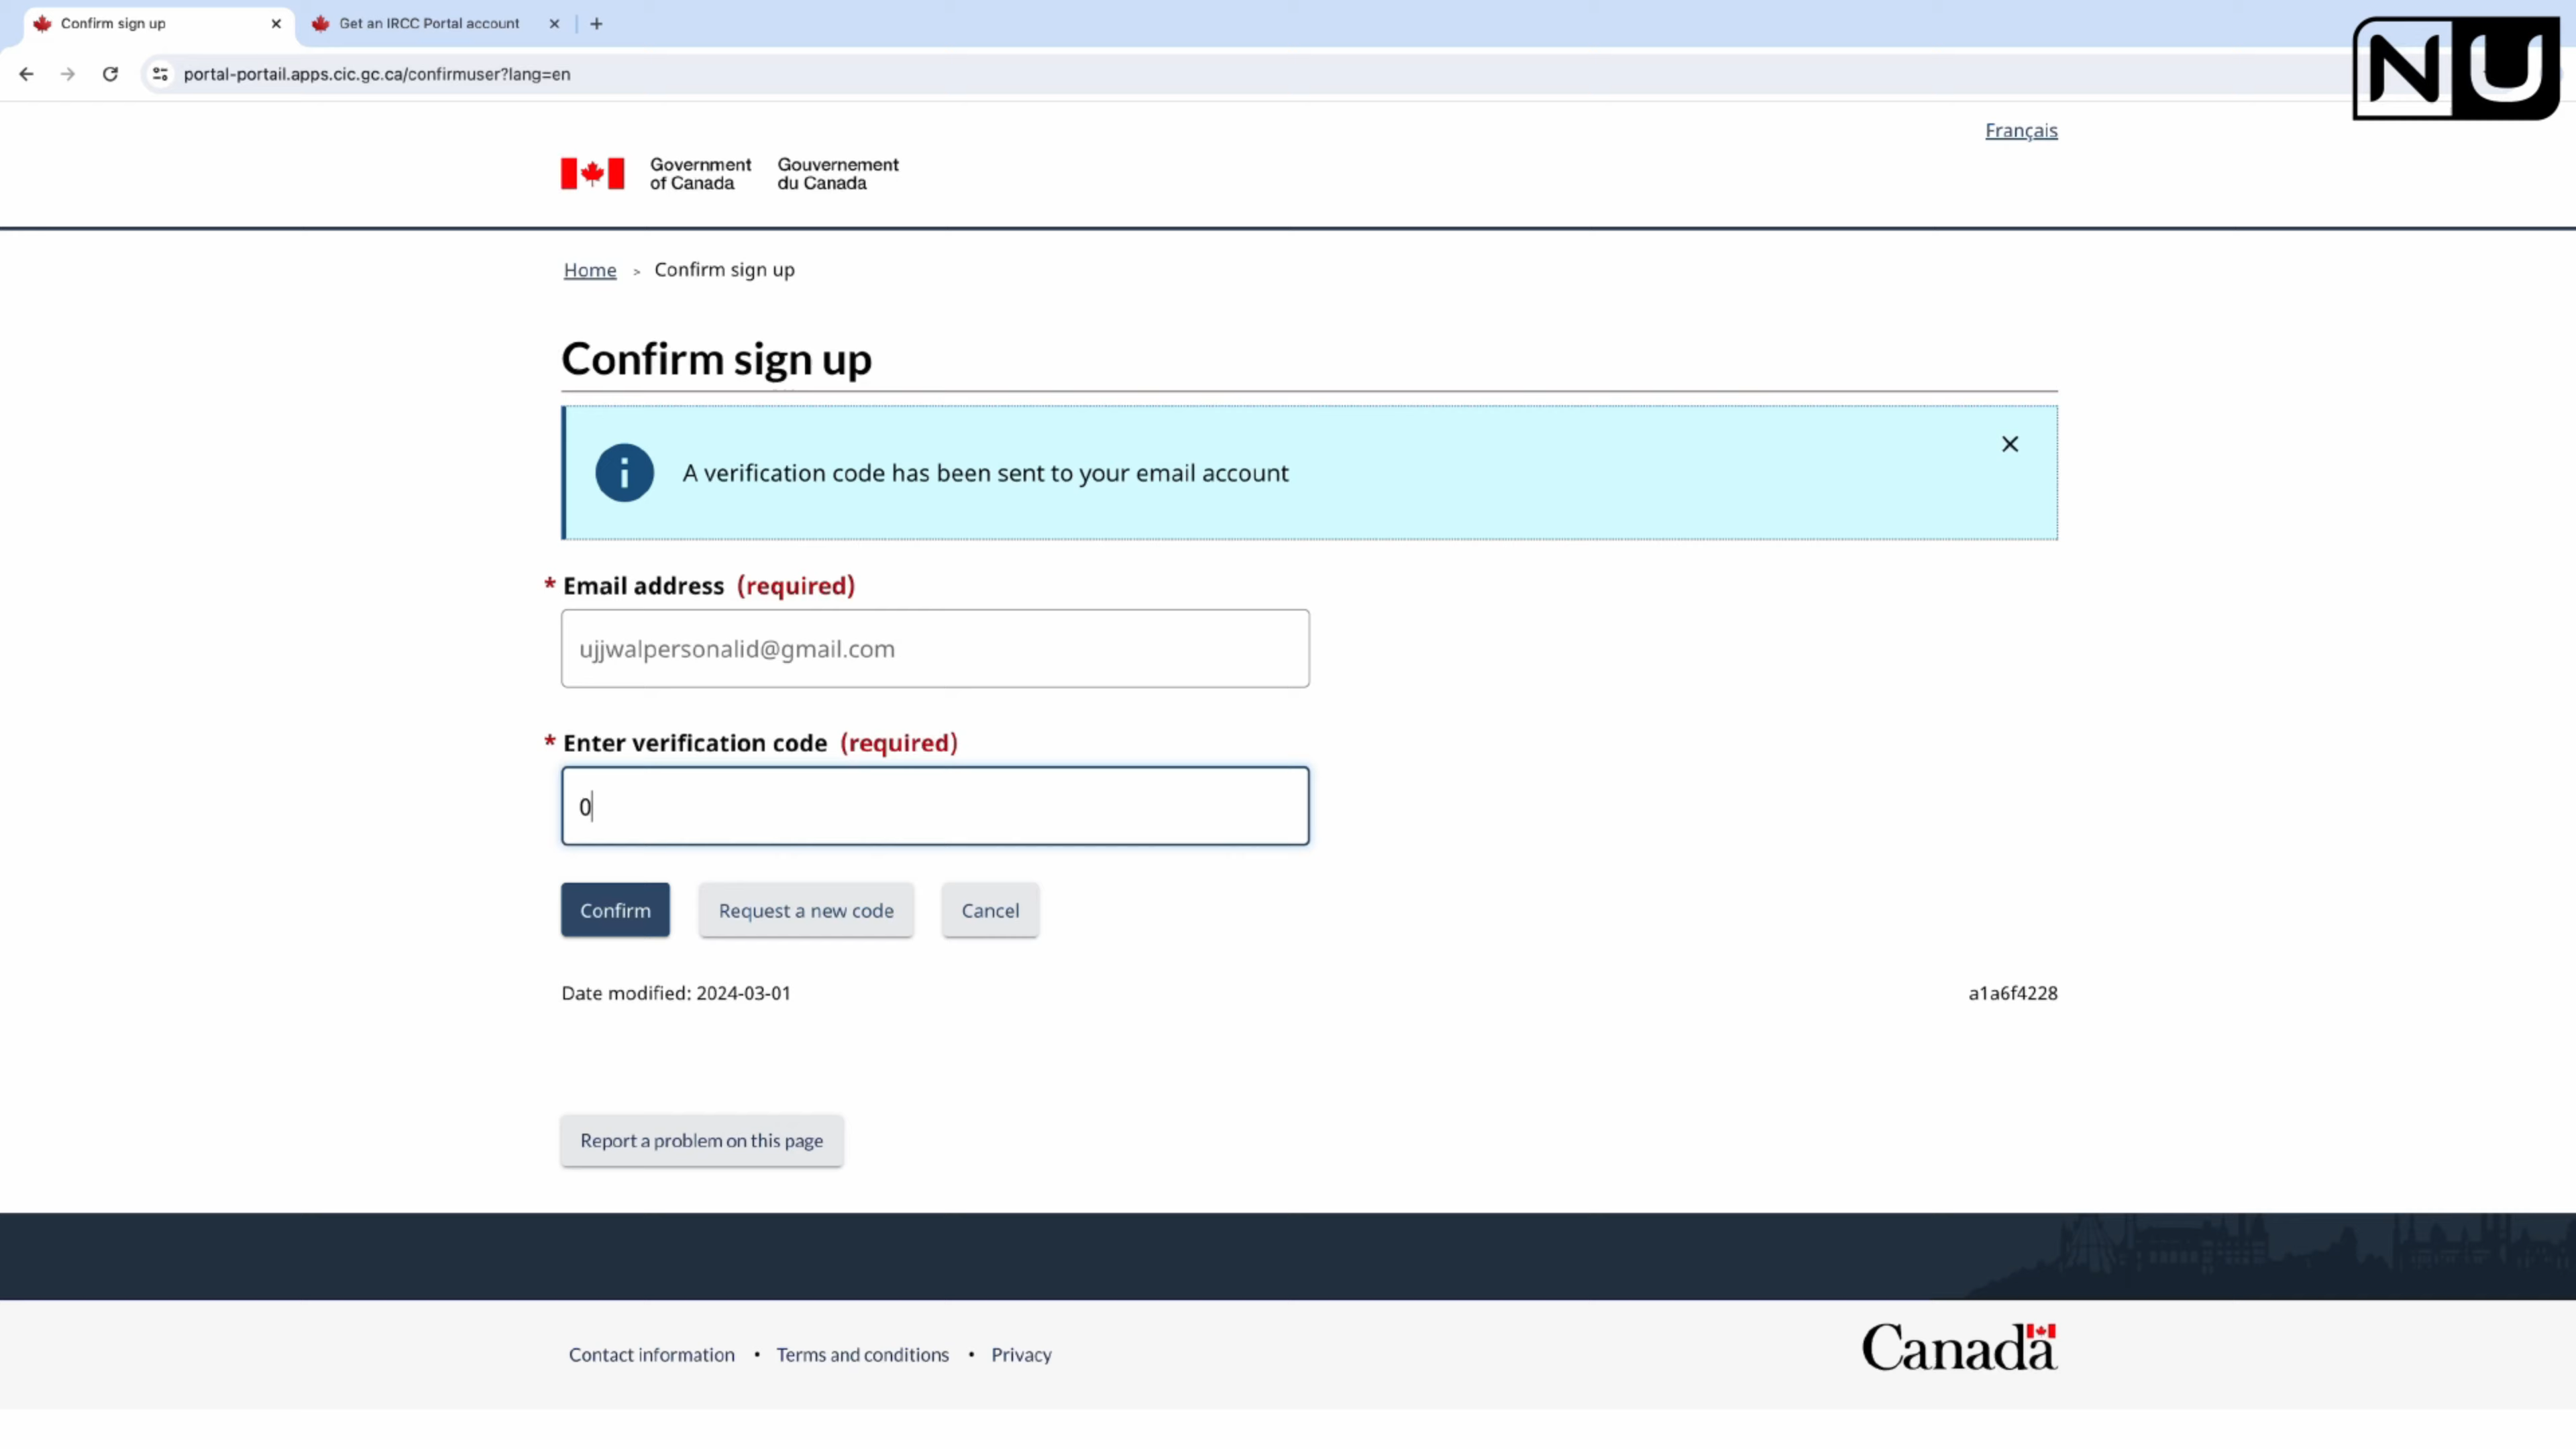 Confirm sign up
Get an IRCC Portal account
portal-portail.apps.cic.gc.ca/confirmuser?lang=en
NU
Français
Government of Canada
Gouvernement du Canada
Home > Confirm sign up
Confirm sign up
i A verification code has been sent to your email account
* Email address (required)
ujjwalpersonalid@gmail.com
* Enter verification code (required)
0
Confirm Request a new code Cancel
Date modified: 2024-03-01 a1a6f4228
Report a problem on this page
Contact information • Terms and conditions • Privacy
Canada